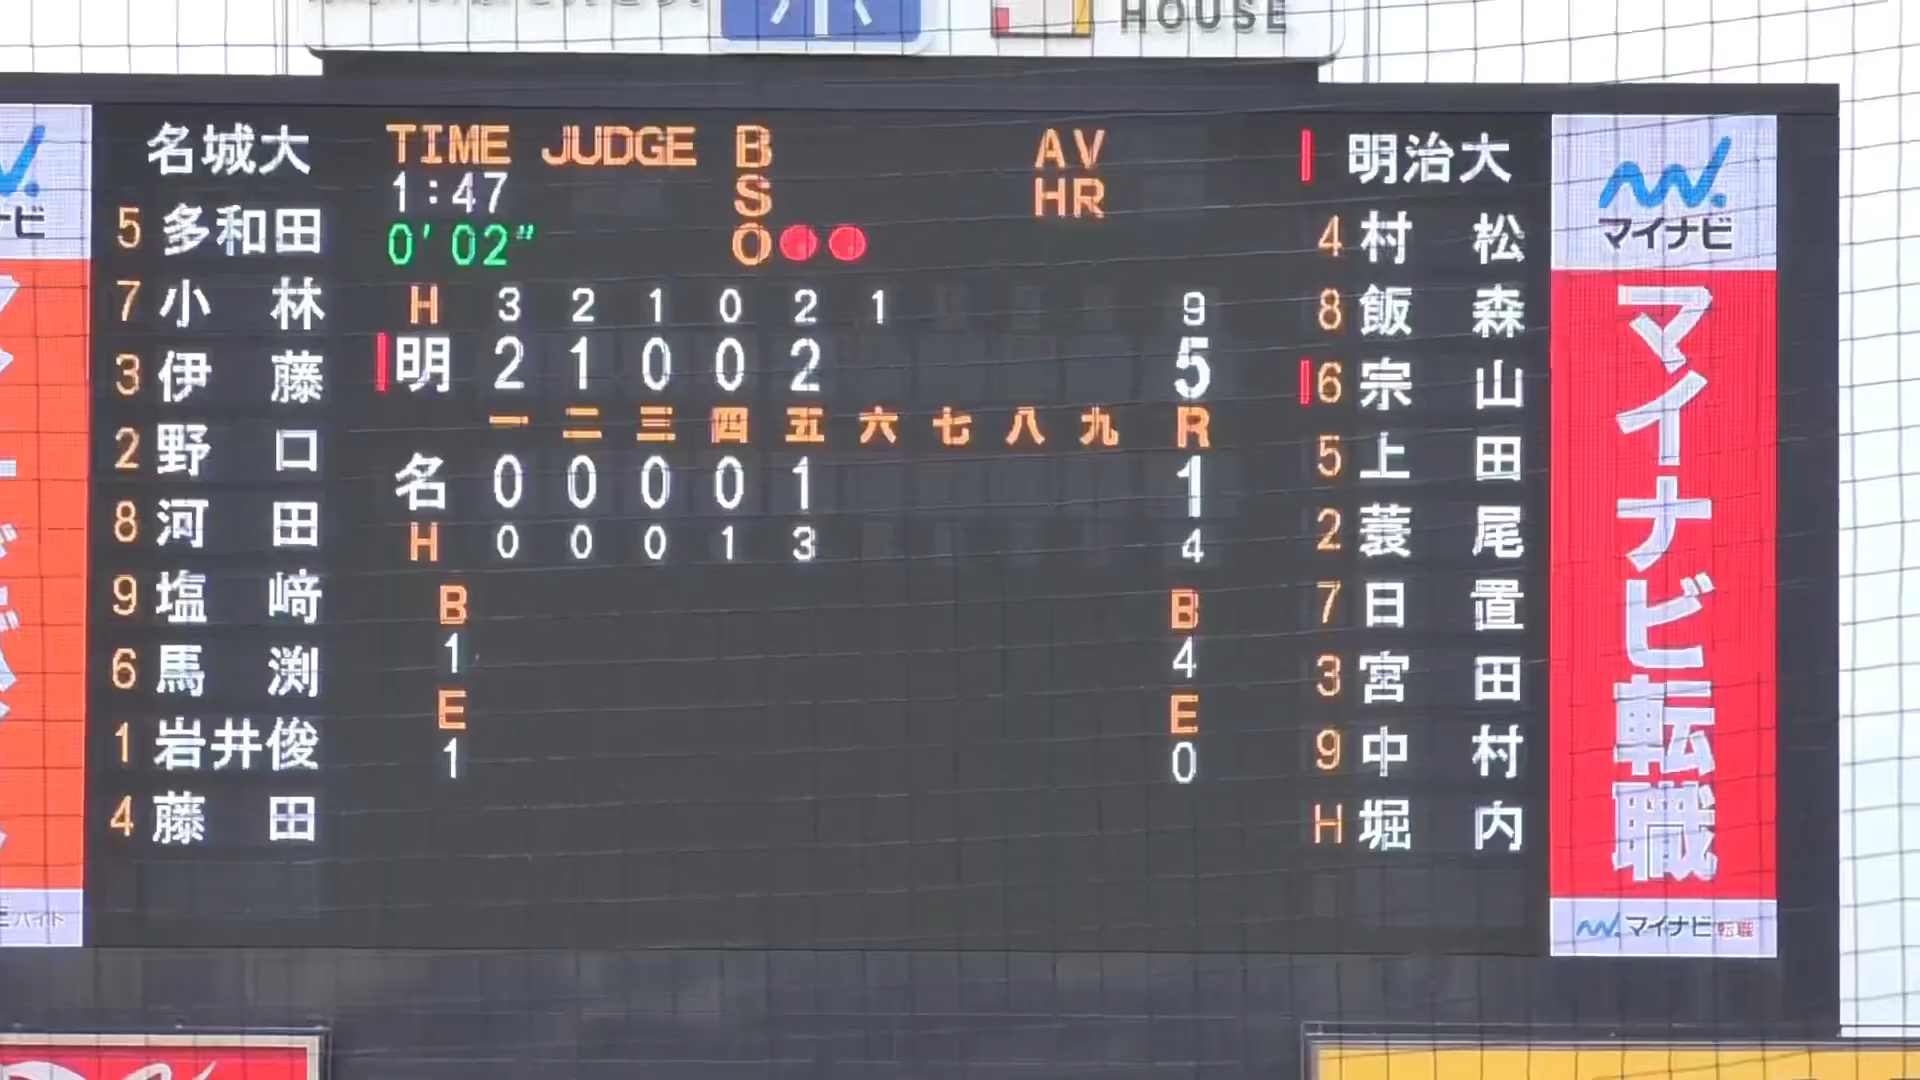 HOUSE
名城大 TIME JUDGE B AV 明治大
1:47 S HR
0'02" O
5 多和田
7 小林
3 伊藤
2 野口
8 河田
9 塩﨑
6 馬渕
1 岩井俊
4 藤田
H 3 2 1 0 2 1 9
明 2 1 0 0 2 5
一 二 三 四 五 六 七 八 九 R
名 0 0 0 0 1 1
H 0 0 0 1 3 4
B B
1 4
E E
1 0
4 村松
8 飯森
6 宗山
5 上田
2 蓑尾
7 日置
3 宮田
9 中村
H 堀内
マイナビ
マイナビ転職
マイナビ転職
ナビ
バイト